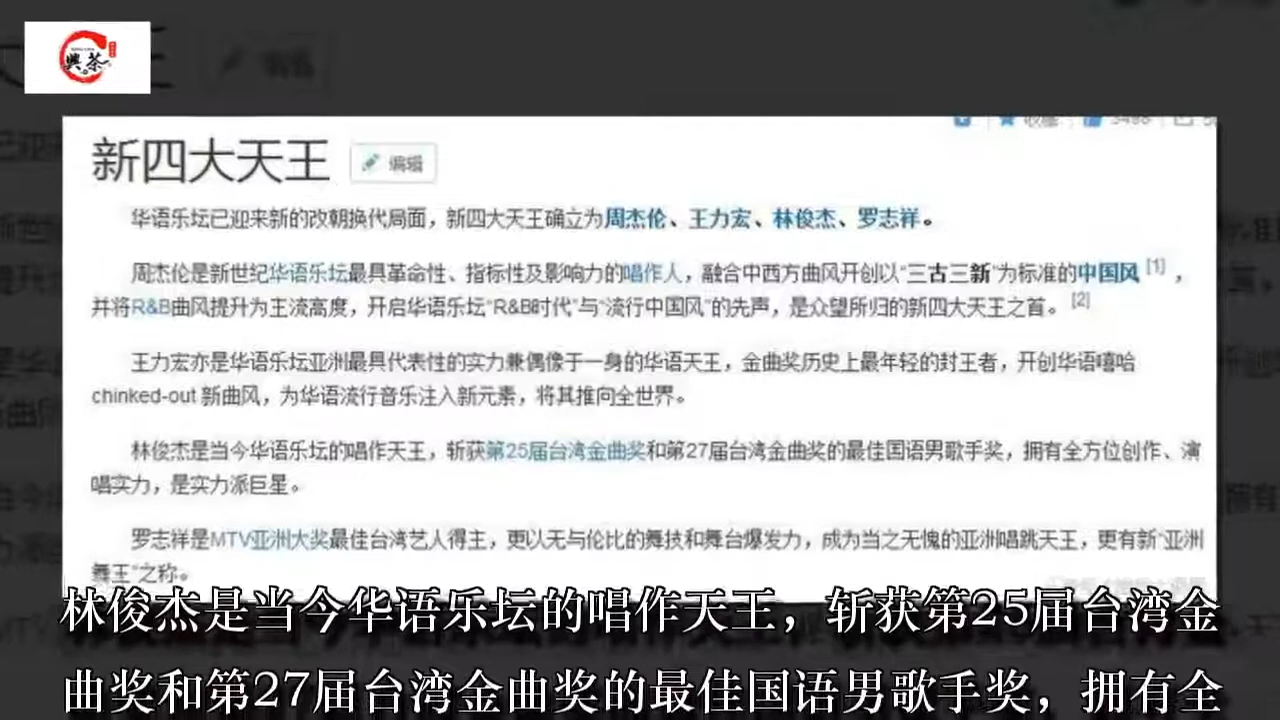 興茶
新四大天王 编辑
华语乐坛已迎来新的改朝换代局面，新四大天王确立为周杰伦、王力宏、林俊杰、罗志祥。
周杰伦是新世纪华语乐坛最具革命性、指标性及影响力的唱作人，融合中西方曲风开创以“三古三新”为标准的中国风 [1] ，
并将R&B曲风提升为主流高度，开启华语乐坛“R&B时代”与“流行中国风”的先声，是众望所归的新四大天王之首。 [2]
王力宏亦是华语乐坛亚洲最具代表性的实力兼偶像于一身的华语天王，金曲奖历史上最年轻的封王者，开创华语嘻哈
chinked-out 新曲风，为华语流行音乐注入新元素，将其推向全世界。
林俊杰是当今华语乐坛的唱作天王，斩获第25届台湾金曲奖和第27届台湾金曲奖的最佳国语男歌手奖，拥有全方位创作、演
唱实力，是实力派巨星。
罗志祥是MTV亚洲大奖最佳台湾艺人得主，更以无与伦比的舞技和舞台爆发力，成为当之无愧的亚洲唱跳天王，更有新“亚洲
舞王”之称。
林俊杰是当今华语乐坛的唱作天王，斩获第25届台湾金
曲奖和第27届台湾金曲奖的最佳国语男歌手奖，拥有全